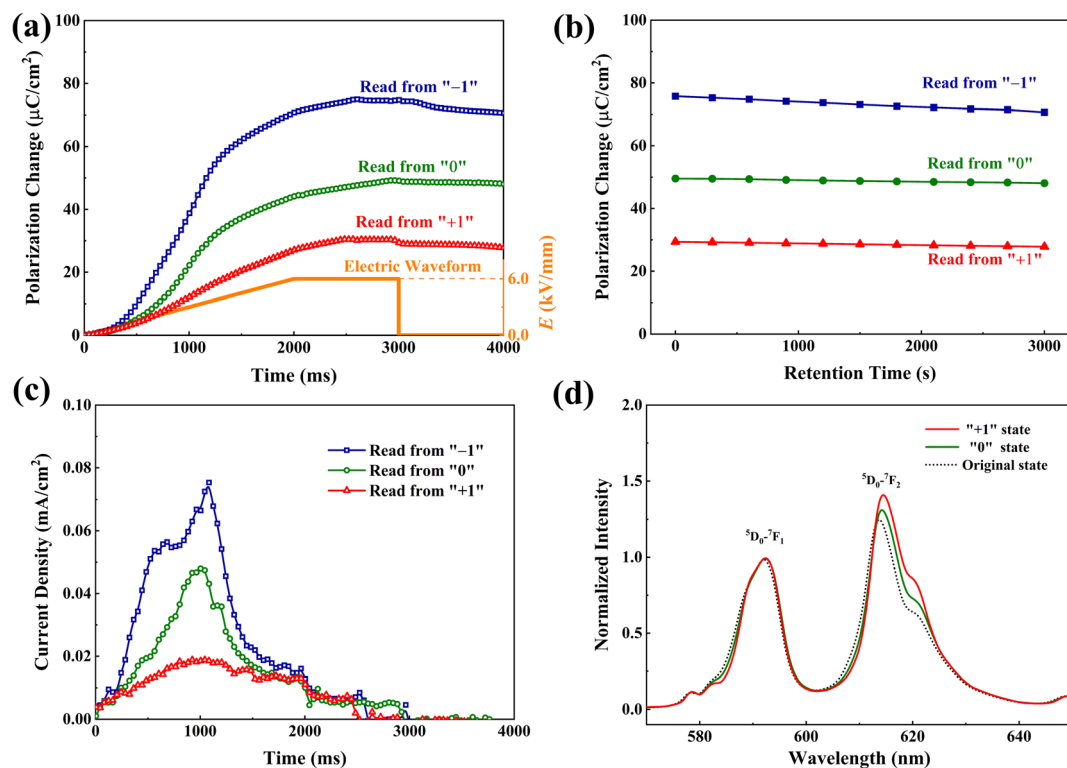 (a)
100
80
60
40
20
0
Polarization Change (μC/cm²)
Read from "−1"
Read from "0"
Read from "+1"
Electric Waveform
6.0
0.0
E (kV/mm)
0 1000 2000 3000 4000
Time (ms)
(b)
100
80
60
40
20
0
Polarization Change (μC/cm²)
Read from "−1"
Read from "0"
Read from "+1"
0 1000 2000 3000
Retention Time (s)
(c)
0.10
0.08
0.06
0.04
0.02
0.00
Current Density (mA/cm²)
Read from "−1"
Read from "0"
Read from "+1"
0 1000 2000 3000 4000
Time (ms)
(d)
2.0
1.5
1.0
0.5
0.0
Normalized Intensity
"+1" state
"0" state
Original state
⁵D₀-⁷F₁
⁵D₀-⁷F₂
580 600 620 640
Wavelength (nm)